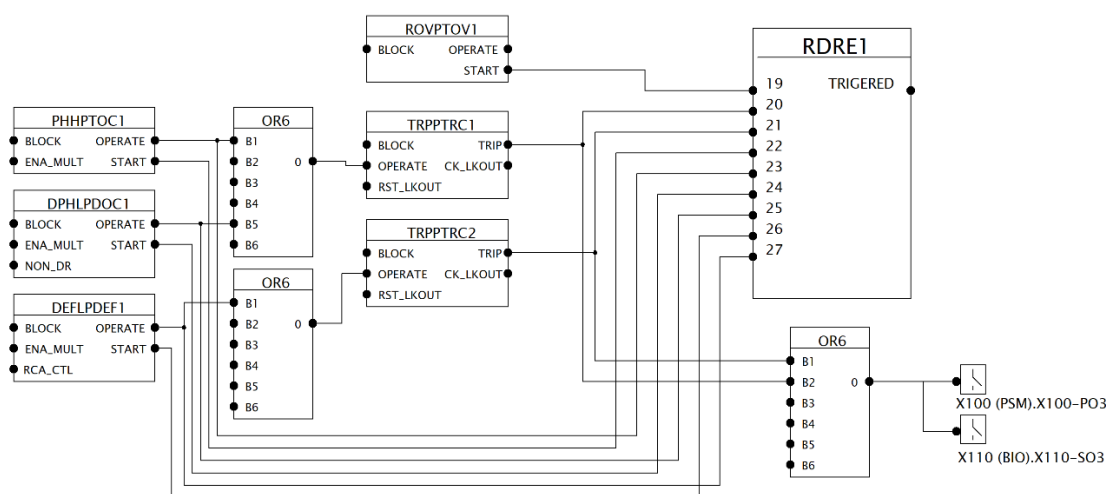 ROVPTOV1
BLOCK OPERATE
START
RDRE1
19 TRIGERED
20
21
22
23
24
25
26
27
PHHPTOC1
BLOCK OPERATE
ENA_MULT START
OR6
B1
B2 0
B3
B4
B5
B6
TRPPTRC1
BLOCK TRIP
OPERATE CK_LKOUT
RST_LKOUT
DPHLPDOC1
BLOCK OPERATE
ENA_MULT START
NON_DR
TRPPTRC2
BLOCK TRIP
OPERATE CK_LKOUT
RST_LKOUT
OR6
B1
B2 0
B3
B4
B5
B6
DEFLPDEF1
BLOCK OPERATE
ENA_MULT START
RCA_CTL
OR6
B1
B2 0
B3
B4
B5
B6
X100 (PSM).X100-PO3
X110 (BIO).X110-SO3